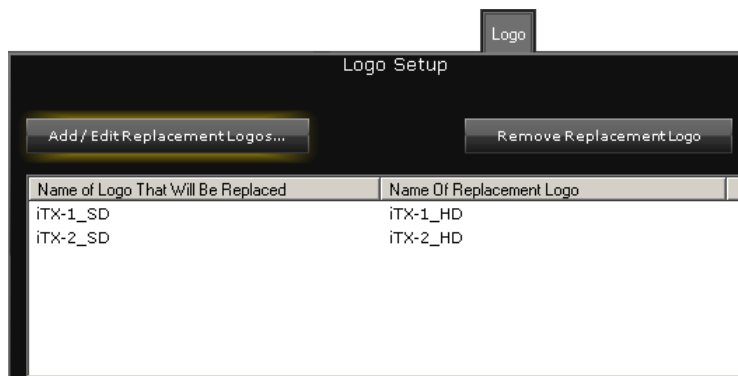 Logo
Logo Setup
Add / Edit Replacement Logos... Remove Replacement Logo
Name of Logo That Will Be Replaced Name Of Replacement Logo
iTX-1_SD iTX-1_HD
iTX-2_SD iTX-2_HD